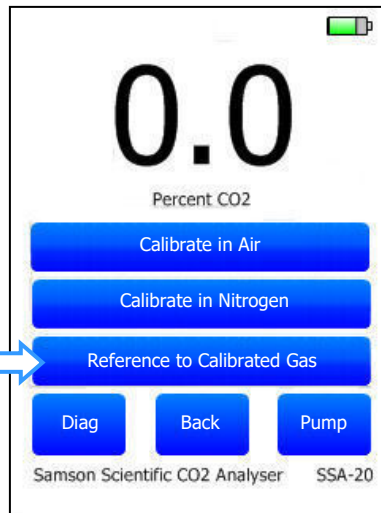 0.0
Percent CO2
Calibrate in Air
Calibrate in Nitrogen
Reference to Calibrated Gas
Diag Back Pump
Samson Scientific CO2 Analyser SSA-20